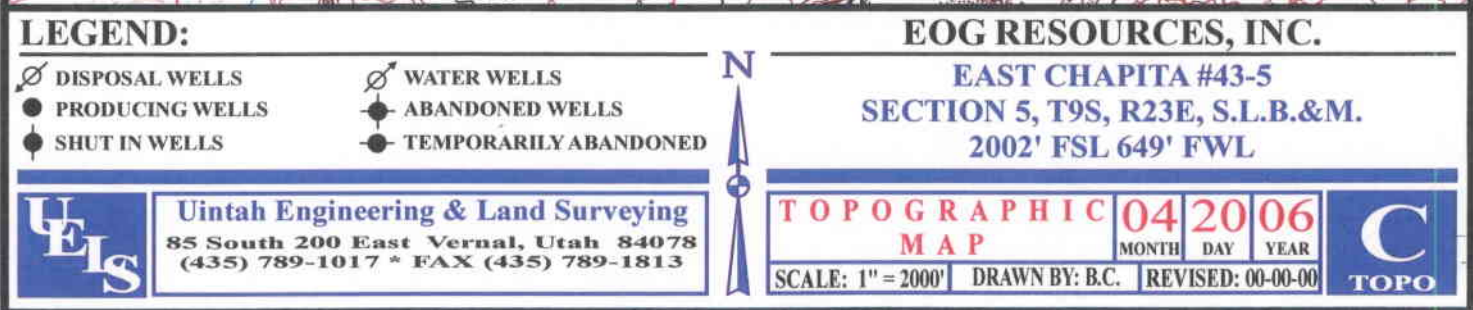 LEGEND:
DISPOSAL WELLS
PRODUCING WELLS
SHUT IN WELLS
WATER WELLS
ABANDONED WELLS
TEMPORARILY ABANDONED
N
EOG RESOURCES, INC.
EAST CHAPITA #43-5
SECTION 5, T9S, R23E, S.L.B.&M.
2002' FSL 649' FWL
UELS
Uintah Engineering & Land Surveying
85 South 200 East Vernal, Utah 84078
(435) 789-1017 * FAX (435) 789-1813
TOPOGRAPHIC
MAP
04 20 06
MONTH DAY YEAR
SCALE: 1" = 2000' DRAWN BY: B.C. REVISED: 00-00-00
C
TOPO